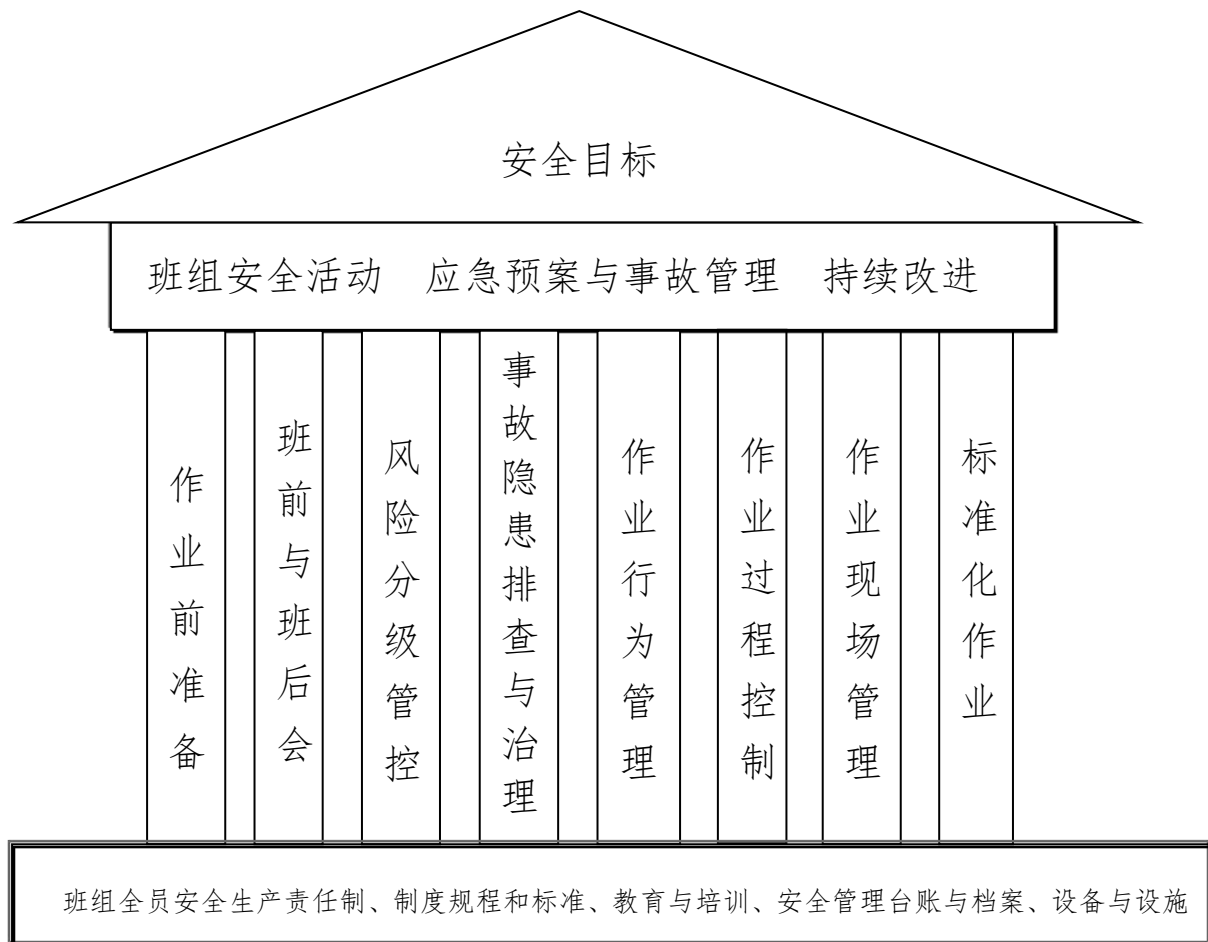 安全目标
班组安全活动 应急预案与事故管理 持续改进
作业前准备
班前与班后会
风险分级管控
事故隐患排查与治理
作业行为管理
作业过程控制
作业现场管理
标准化作业
班组全员安全生产责任制、制度规程和标准、教育与培训、安全管理台账与档案、设备与设施